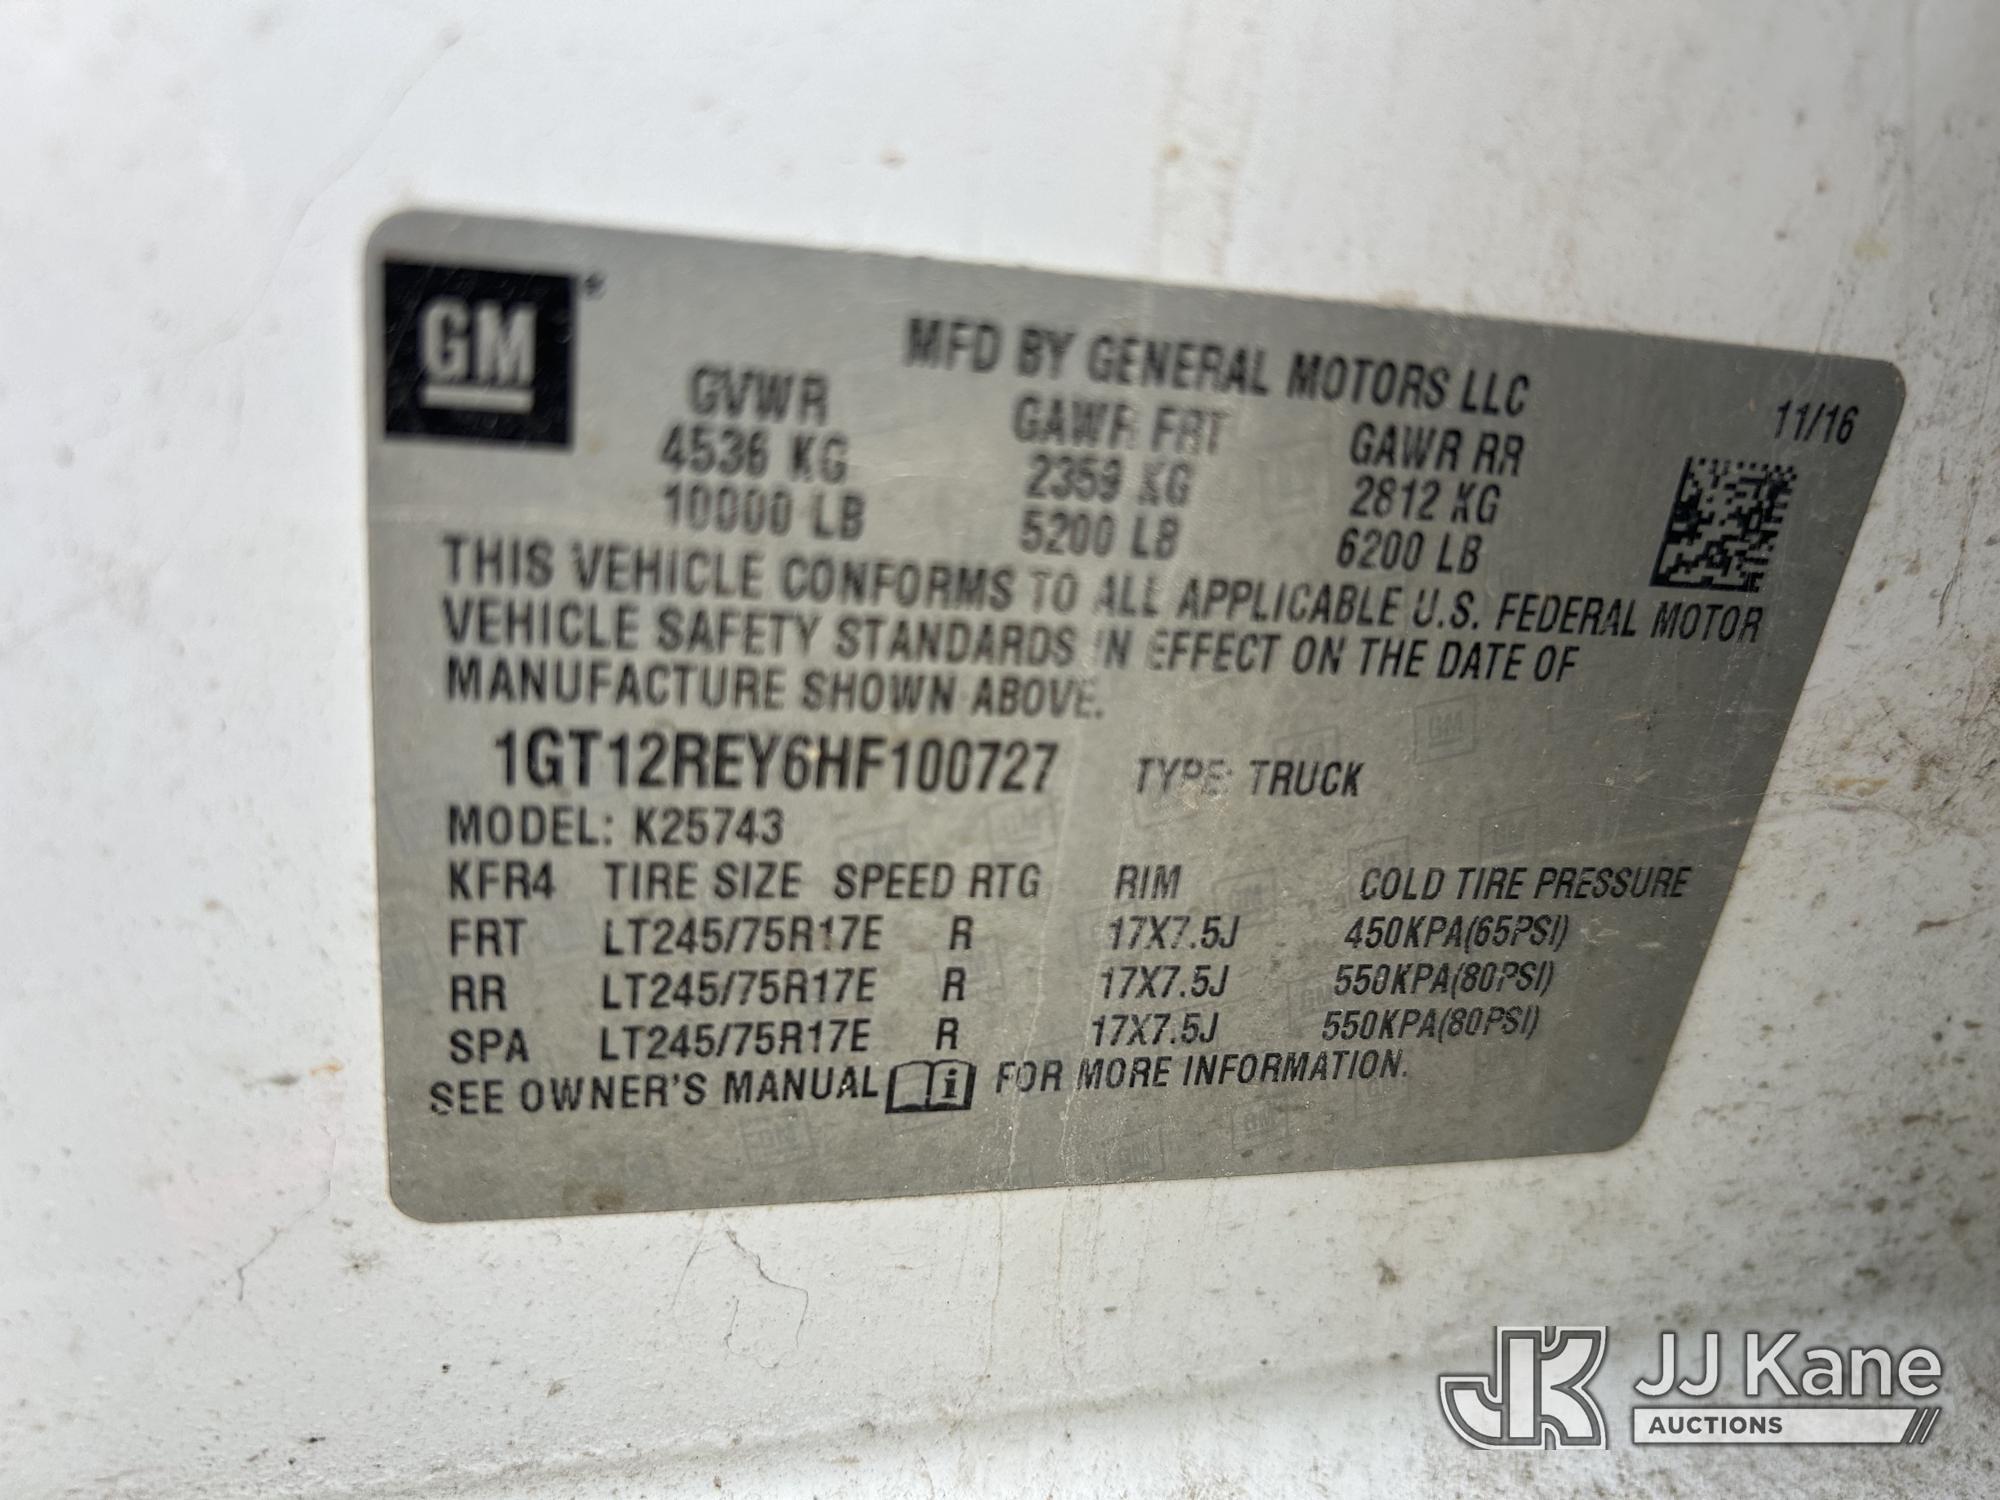 GM®
MFD BY GENERAL MOTORS LLC
11/16
GVWR GAWR FRT GAWR RR
4536 KG 2359 KG 2812 KG
10000 LB 5200 LB 6200 LB
THIS VEHICLE CONFORMS TO ALL APPLICABLE U.S. FEDERAL MOTOR
VEHICLE SAFETY STANDARDS IN EFFECT ON THE DATE OF
MANUFACTURE SHOWN ABOVE.
1GT12REY6HF100727 TYPE: TRUCK
MODEL: K25743
KFR4 TIRE SIZE SPEED RTG RIM COLD TIRE PRESSURE
FRT LT245/75R17E R 17X7.5J 450KPA(65PSI)
RR LT245/75R17E R 17X7.5J 550KPA(80PSI)
SPA LT245/75R17E R 17X7.5J 550KPA(80PSI)
SEE OWNER'S MANUAL i FOR MORE INFORMATION.
JK JJ Kane
AUCTIONS